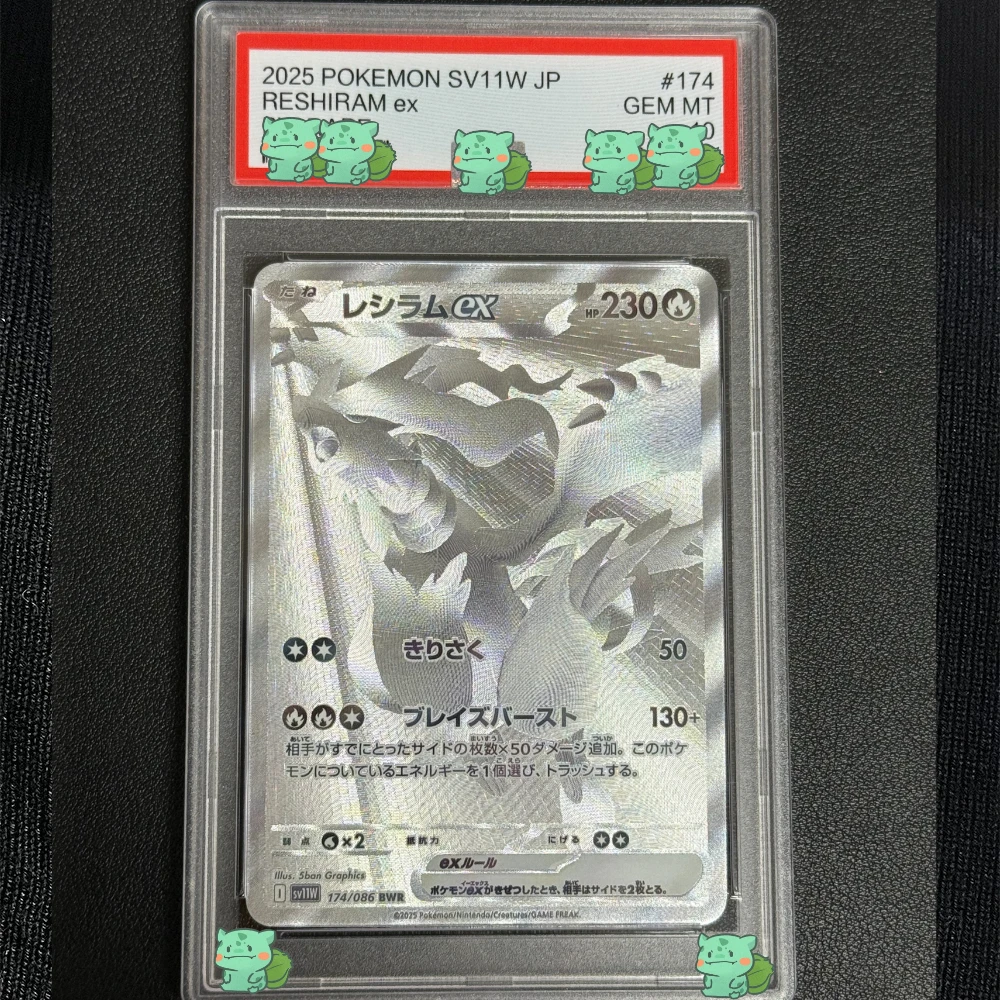 2025 POKEMON SV11W JP #174
RESHIRAM ex GEM MT
たね レシラムex HP 230
きりさく 50
ブレイズバースト 130+
相手がすでにとったサイドの枚数×50ダメージ追加。このポケ
モンについているエネルギーを1個選び、トラッシュする。
弱点 ×2 抵抗力 にげる
exルール
ポケモンexがきぜつしたとき、相手はサイドを2枚とる。
Illus. 5ban Graphics
I sv11W 174/086 BWR
©2025 Pokémon/Nintendo/Creatures/GAME FREAK.